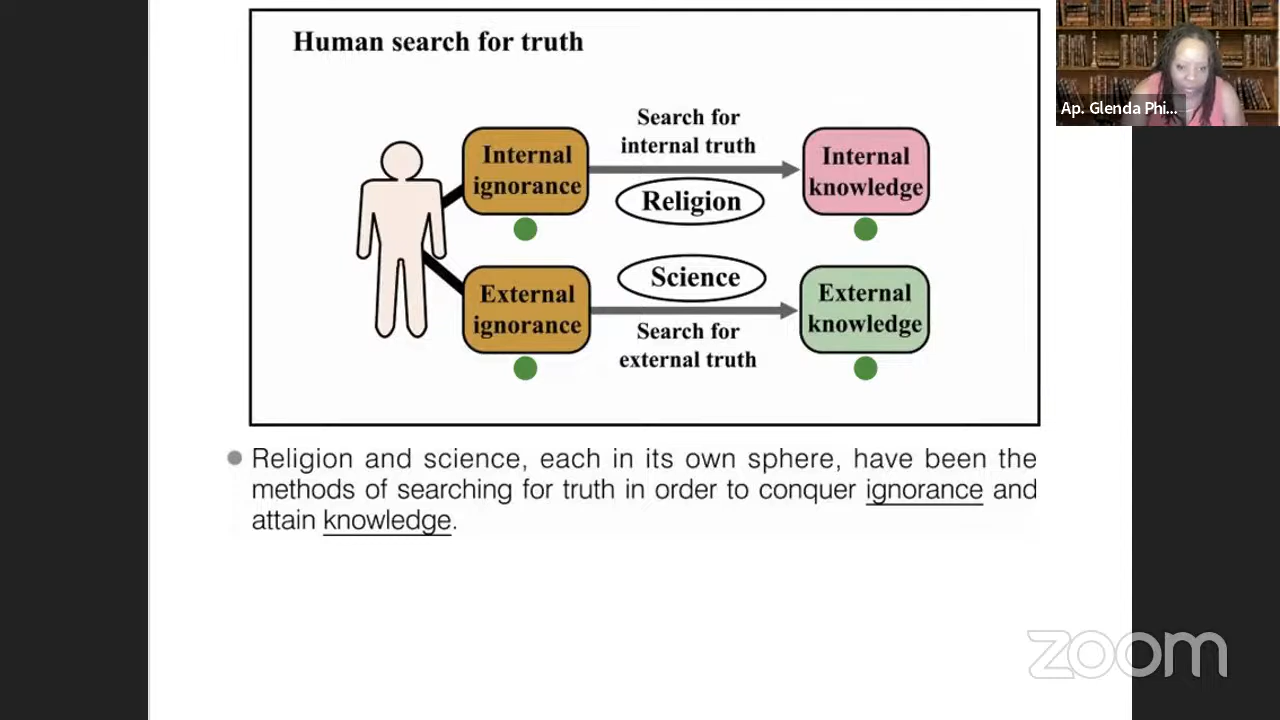 Human search for truth
Search for
internal truth
Internal
ignorance
Religion
Internal
knowledge
External
ignorance
Science
Search for
external truth
External
knowledge
Religion and science, each in its own sphere, have been the
methods of searching for truth in order to conquer ignorance and
attain knowledge.
Ap. Glenda Phi...
zoom